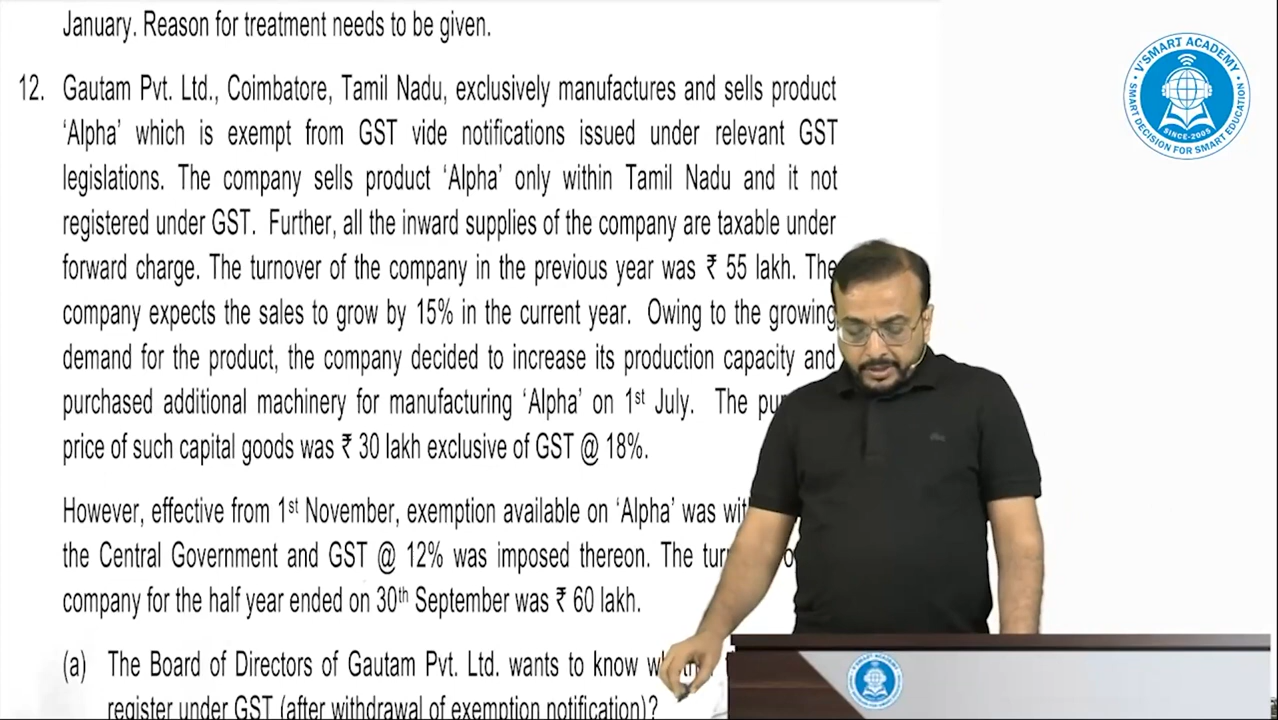 January. Reason for treatment needs to be given.
12. Gautam Pvt. Ltd., Coimbatore, Tamil Nadu, exclusively manufactures and sells product
‘Alpha’ which is exempt from GST vide notifications issued under relevant GST
legislations. The company sells product ‘Alpha’ only within Tamil Nadu and it not
registered under GST. Further, all the inward supplies of the company are taxable under
forward charge. The turnover of the company in the previous year was ₹ 55 lakh. The
company expects the sales to grow by 15% in the current year. Owing to the growing
demand for the product, the company decided to increase its production capacity and
purchased additional machinery for manufacturing ‘Alpha’ on 1st July. The
price of such capital goods was ₹ 30 lakh exclusive of GST @ 18%.
However, effective from 1st November, exemption available on ‘Alpha’ was
the Central Government and GST @ 12% was imposed thereon. The
company for the half year ended on 30th September was ₹ 60 lakh.
(a) The Board of Directors of Gautam Pvt. Ltd. wants to know
register under GST (after withdrawal of exemption notification)?
V'SMART ACADEMY
SINCE-2005
SMART DECISION FOR SMART EDUCATION